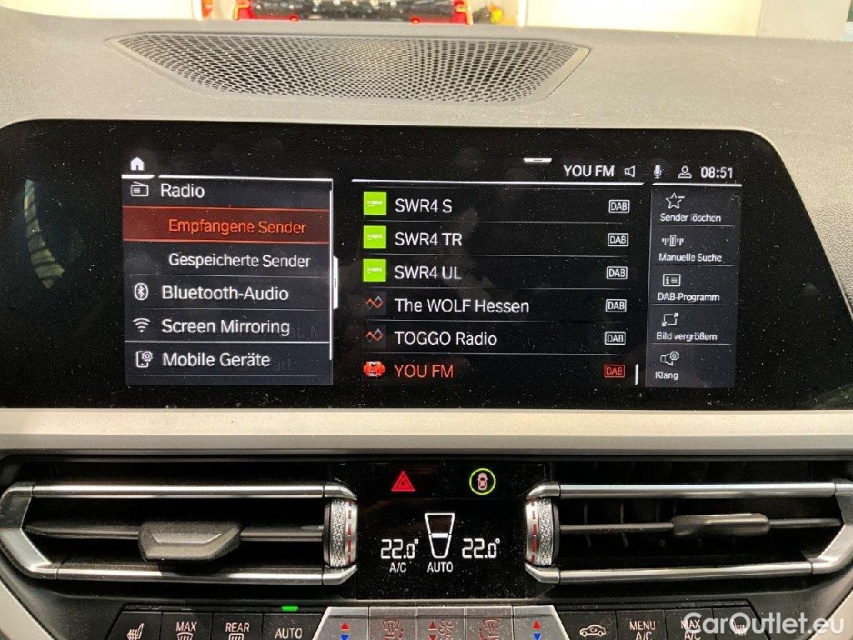 YOU FM
08:51
Radio
Empfangene Sender
Gespeicherte Sender
Bluetooth-Audio
Screen Mirroring
Mobile Geräte
SWR4 S DAB
SWR4 TR DAB
SWR4 UL DAB
The WOLF Hessen DAB
TOGGO Radio DAB
YOU FM DAB
Sender löschen
Manuelle Suche
DAB-Programm
Bild vergrößern
Klang
22.0° 22.0°
A/C AUTO
MAX
REAR
AUTO
MENU
A/C
MAX
A/C
CarOutlet.eu